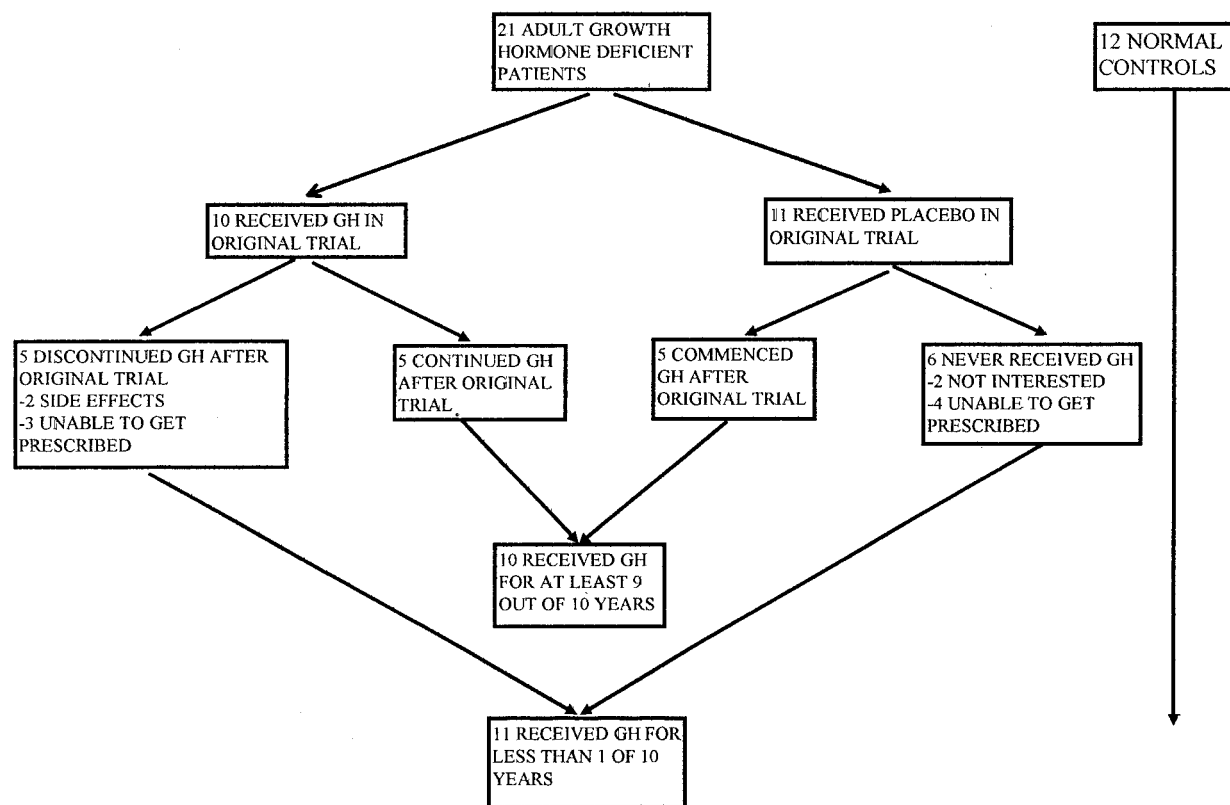 21 ADULT GROWTH
HORMONE DEFICIENT
PATIENTS
12 NORMAL
CONTROLS
10 RECEIVED GH IN
ORIGINAL TRIAL
11 RECEIVED PLACEBO IN
ORIGINAL TRIAL
5 DISCONTINUED GH AFTER
ORIGINAL TRIAL
-2 SIDE EFFECTS
-3 UNABLE TO GET
PRESCRIBED
5 CONTINUED GH
AFTER ORIGINAL
TRIAL
5 COMMENCED
GH AFTER
ORIGINAL TRIAL
6 NEVER RECEIVED GH
-2 NOT INTERESTED
-4 UNABLE TO GET
PRESCRIBED
10 RECEIVED GH
FOR AT LEAST 9
OUT OF 10 YEARS
11 RECEIVED GH FOR
LESS THAN 1 OF 10
YEARS